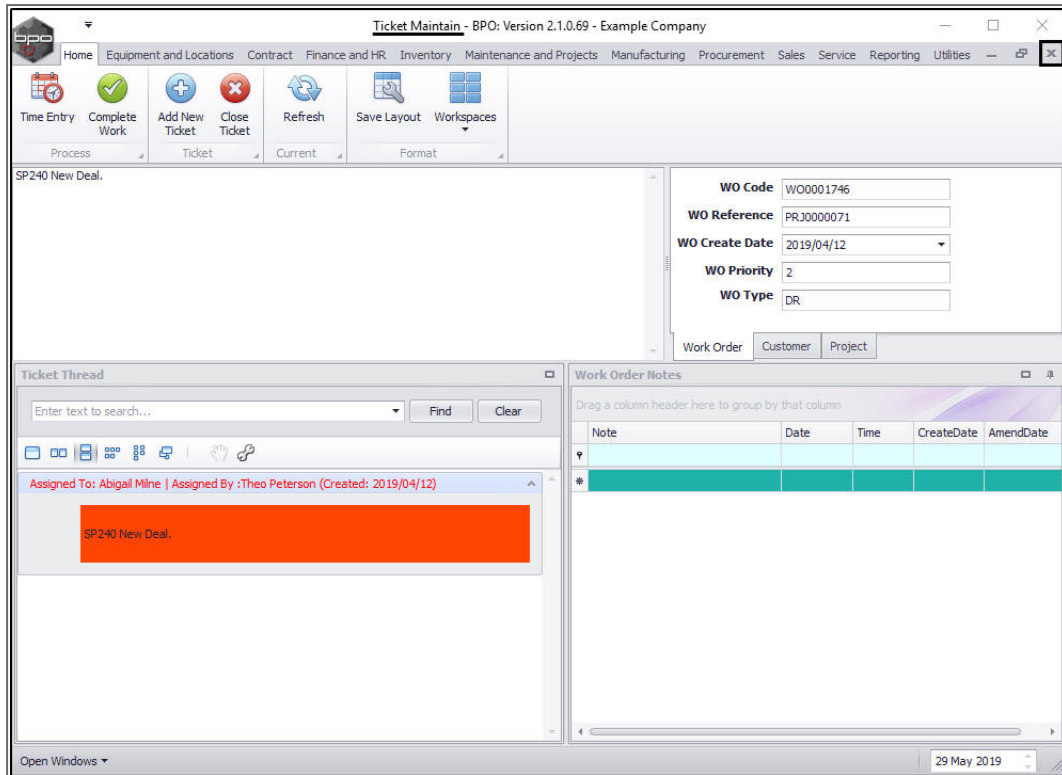 Ticket Maintain - BPO: Version 2.1.0.69 - Example Company
bpo
Home Equipment and Locations Contract Finance and HR Inventory Maintenance and Projects Manufacturing Procurement Sales Service Reporting Utilities
Time Entry Complete Work Add New Ticket Close Ticket Refresh Save Layout Workspaces
Process Ticket Current Format
SP240 New Deal.
WO Code WO0001746
WO Reference PRJ0000071
WO Create Date 2019/04/12
WO Priority 2
WO Type DR
Work Order Customer Project
Ticket Thread
Enter text to search... Find Clear
Assigned To: Abigail Milne | Assigned By :Theo Peterson (Created: 2019/04/12)
SP240 New Deal.
Work Order Notes
Drag a column header here to group by that column
Note Date Time CreateDate AmendDate
Open Windows
29 May 2019